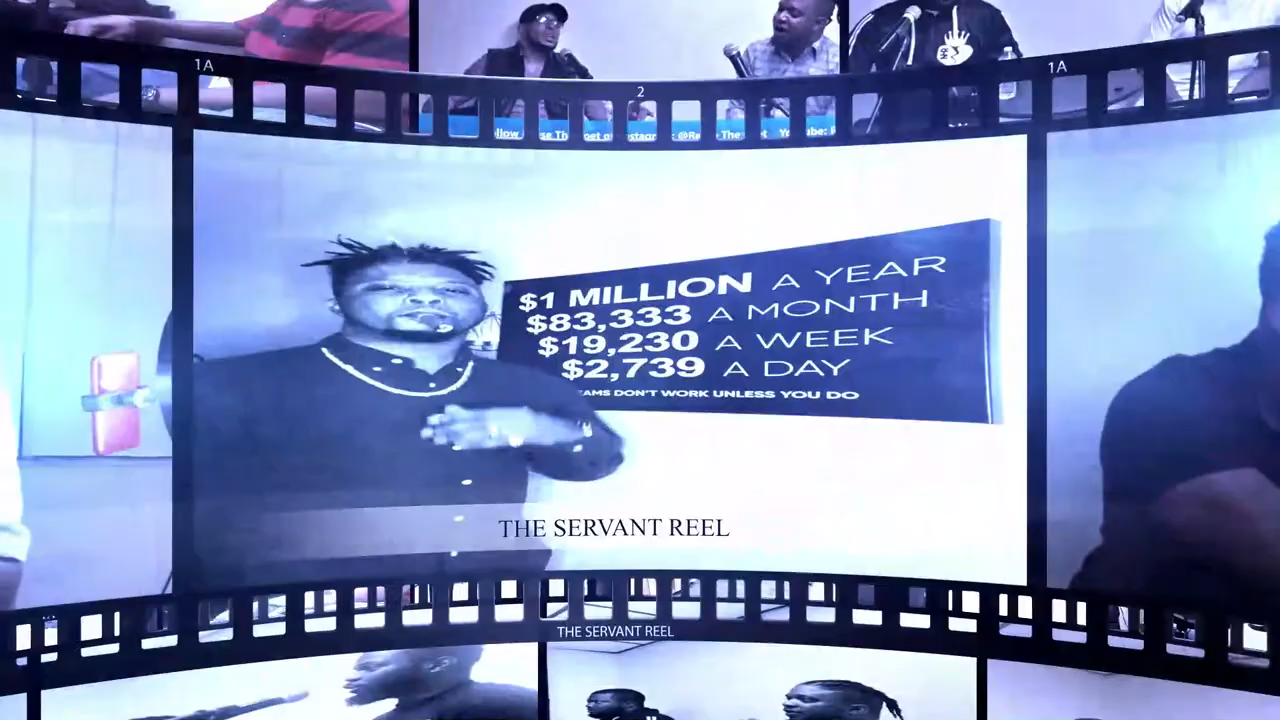 1A
2
1A
$1 MILLION A YEAR
$83,333 A MONTH
$19,230 A WEEK
$2,739 A DAY
DON'T WORK UNLESS YOU DO
THE SERVANT REEL
THE SERVANT REEL